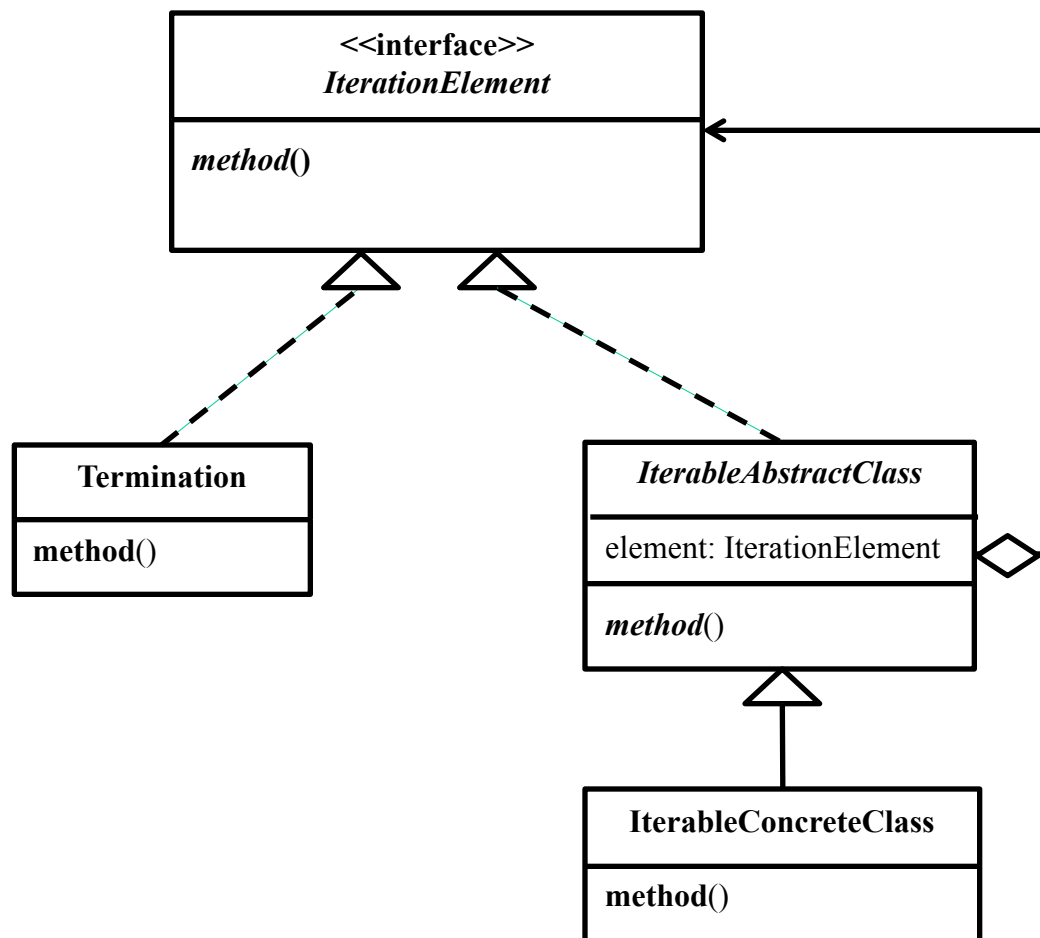 <<interface>>
IterationElement
method()
Termination
method()
IterableAbstractClass
element: IterationElement
method()
IterableConcreteClass
method()